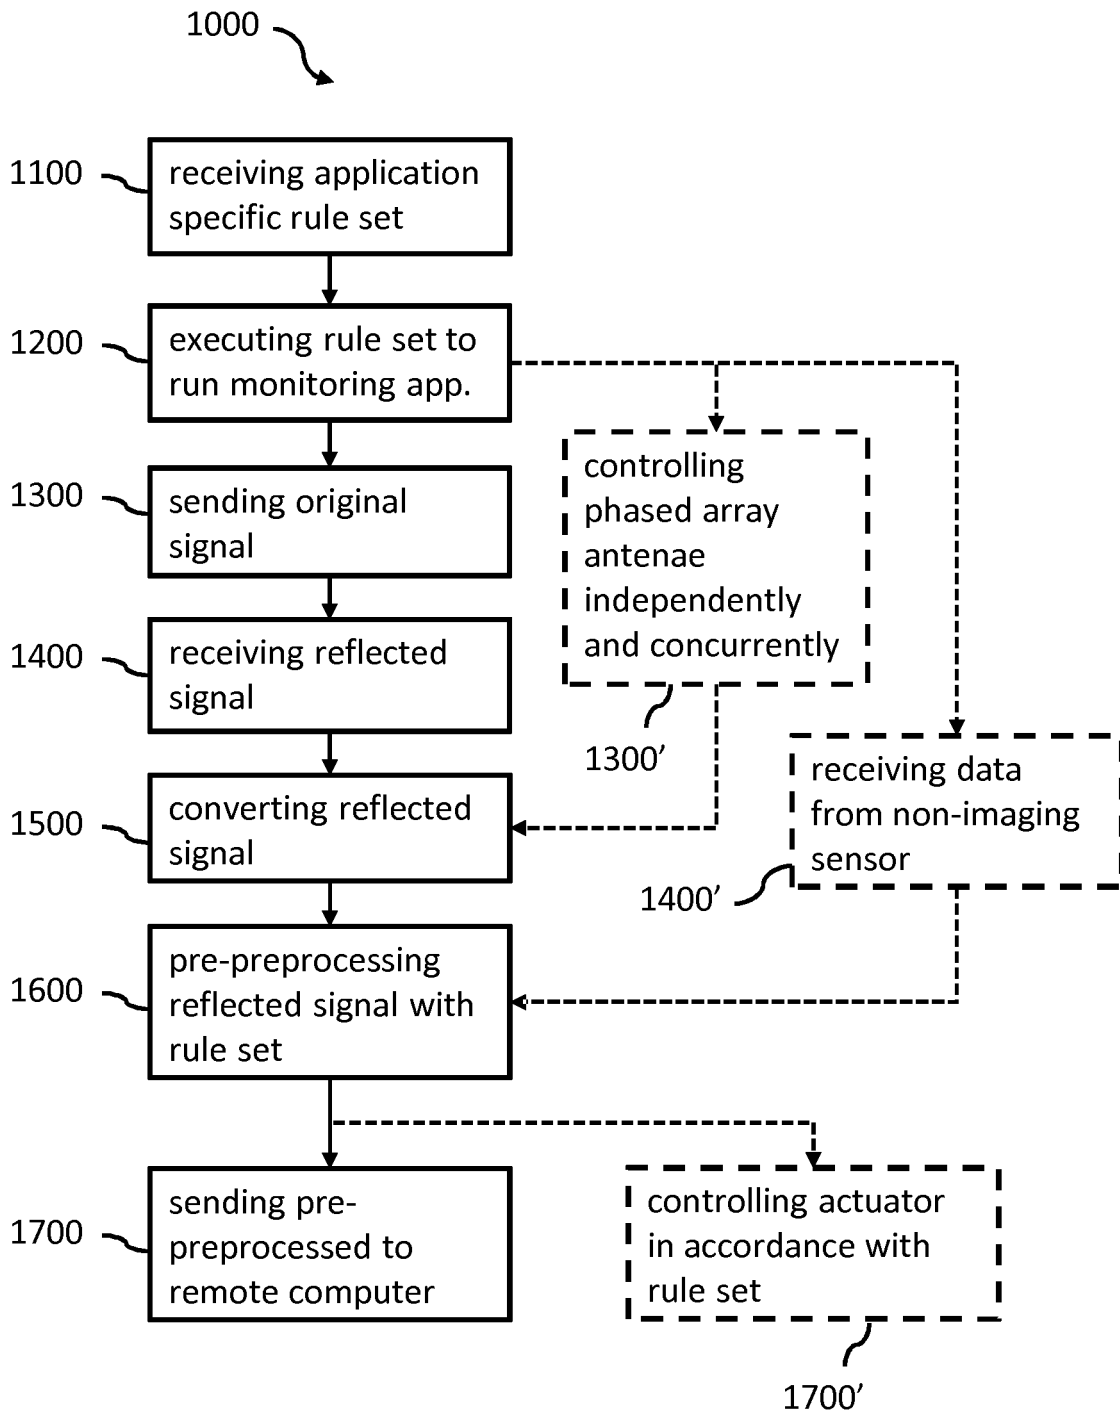 1000
1100
receiving application
specific rule set
1200
executing rule set to
run monitoring app.
1300
sending original
signal
controlling
phased array
antenae
independently
and concurrently
1300’
1400
receiving reflected
signal
receiving data
from non-imaging
sensor
1400’
1500
converting reflected
signal
1600
pre-preprocessing
reflected signal with
rule set
1700
sending pre-
preprocessed to
remote computer
controlling actuator
in accordance with
rule set
1700’